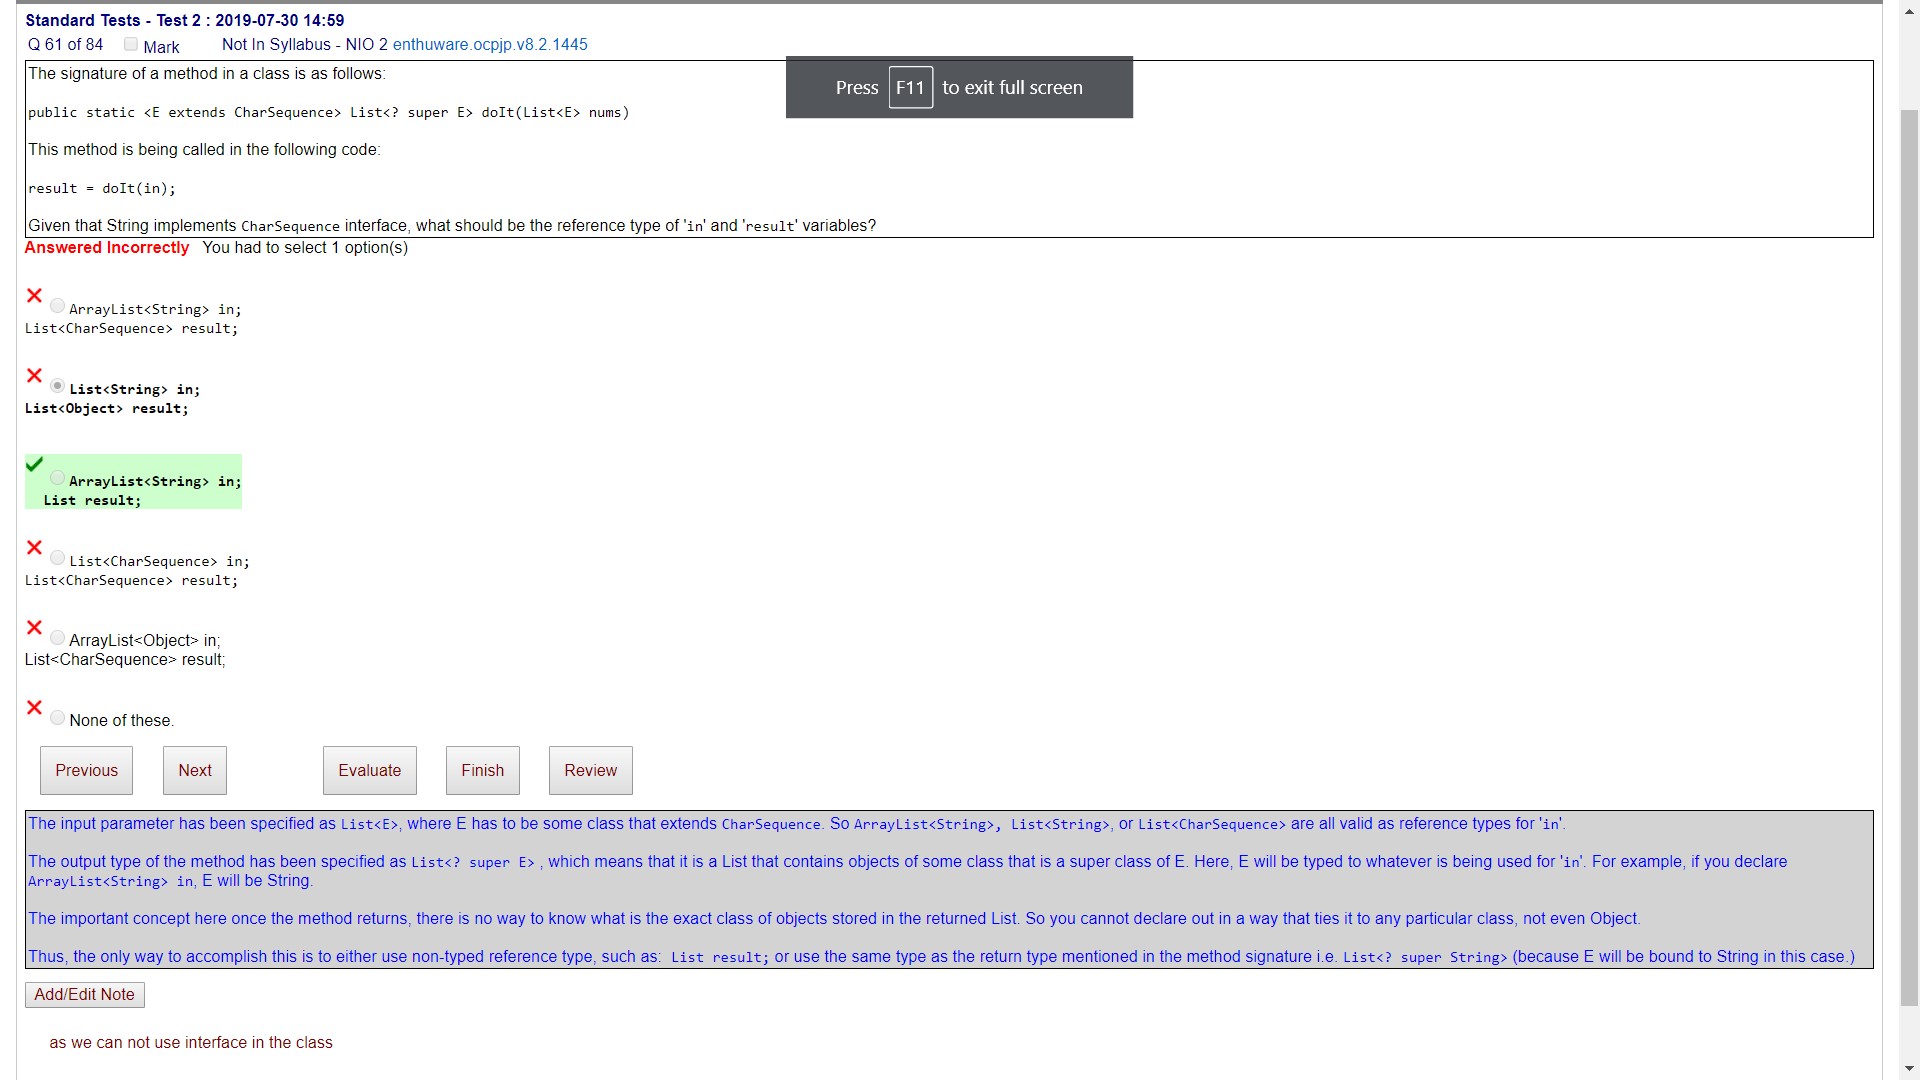 Standard Tests - Test 2 : 2019-07-30 14:59
Q 61 of 84 Mark Not In Syllabus - NIO 2 enthuware.ocpjp.v8.2.1445
The signature of a method in a class is as follows:
Press F11 to exit full screen
public static <E extends CharSequence> List<? super E> doIt(List<E> nums)
This method is being called in the following code:
result = doIt(in);
Given that String implements CharSequence interface, what should be the reference type of 'in' and 'result' variables?
Answered Incorrectly You had to select 1 option(s)
ArrayList<String> in;
List<CharSequence> result;
List<String> in;
List<Object> result;
ArrayList<String> in;
List result;
List<CharSequence> in;
List<CharSequence> result;
ArrayList<Object> in;
List<CharSequence> result;
None of these.
Previous Next Evaluate Finish Review
The input parameter has been specified as List<E>, where E has to be some class that extends CharSequence. So ArrayList<String>, List<String>, or List<CharSequence> are all valid as reference types for 'in'.
The output type of the method has been specified as List<? super E> , which means that it is a List that contains objects of some class that is a super class of E. Here, E will be typed to whatever is being used for 'in'. For example, if you declare
ArrayList<String> in, E will be String.
The important concept here once the method returns, there is no way to know what is the exact class of objects stored in the returned List. So you cannot declare out in a way that ties it to any particular class, not even Object.
Thus, the only way to accomplish this is to either use non-typed reference type, such as: List result; or use the same type as the return type mentioned in the method signature i.e. List<? super String> (because E will be bound to String in this case.)
Add/Edit Note
as we can not use interface in the class